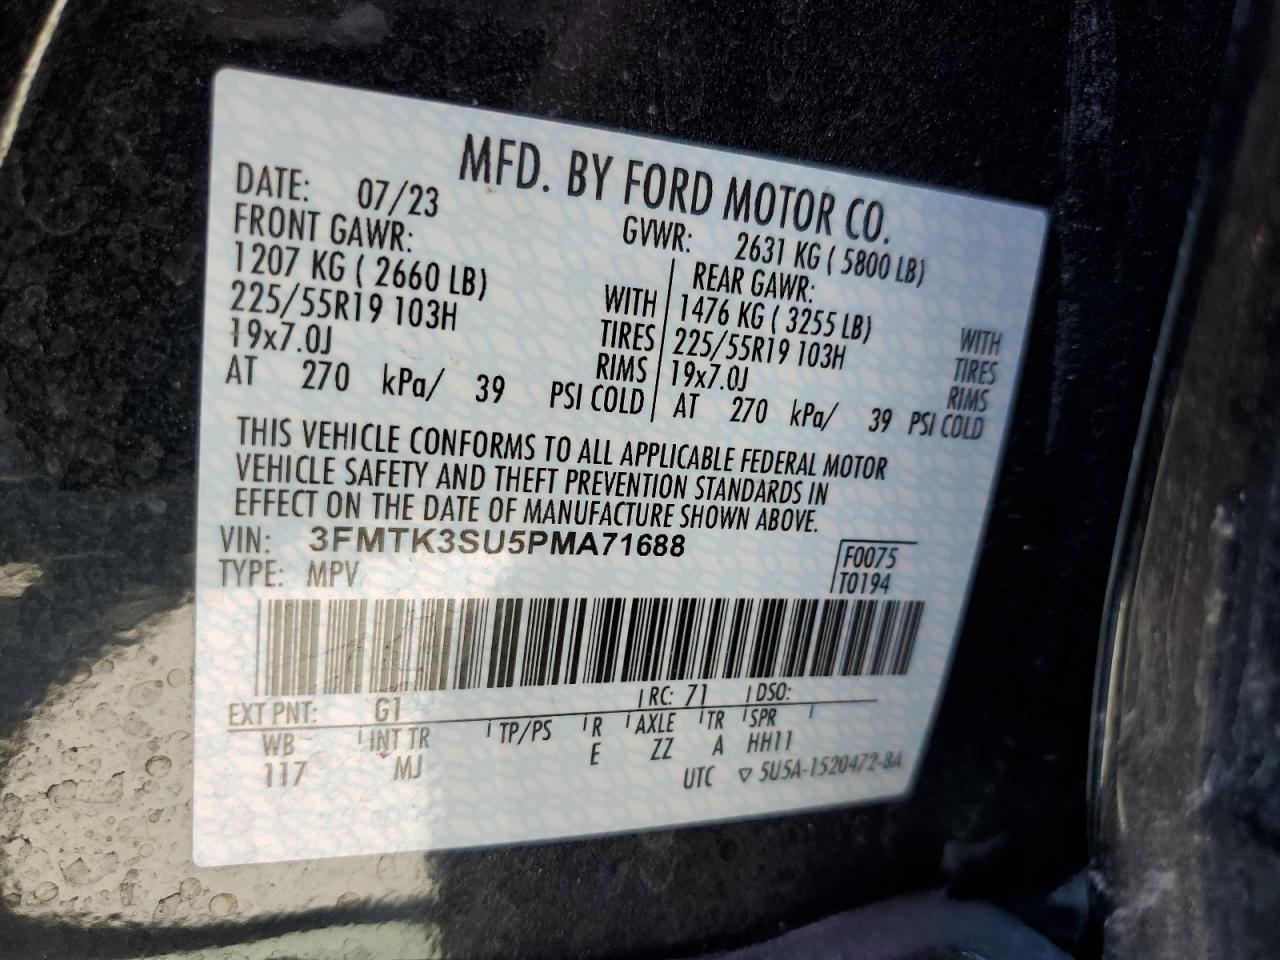 MFD. BY FORD MOTOR CO.
DATE: 07/23 GVWR: 2631 KG ( 5800 LB)
FRONT GAWR: REAR GAWR:
1207 KG ( 2660 LB) WITH 1476 KG ( 3255 LB) WITH
225/55R19 103H TIRES 225/55R19 103H TIRES
19x7.0J RIMS 19x7.0J RIMS
AT 270 kPa/ 39 PSI COLD AT 270 kPa/ 39 PSI COLD
THIS VEHICLE CONFORMS TO ALL APPLICABLE FEDERAL MOTOR
VEHICLE SAFETY AND THEFT PREVENTION STANDARDS IN
EFFECT ON THE DATE OF MANUFACTURE SHOWN ABOVE.
VIN: 3FMTK3SU5PMA71688 F0075
TYPE: MPV T0194
EXT PNT: G1 RC: 71 DSO:
WB INT TR TP/PS R AXLE TR SPR
117 MJ E ZZ A HH11
UTC ▽ 5U5A-1520472-BA